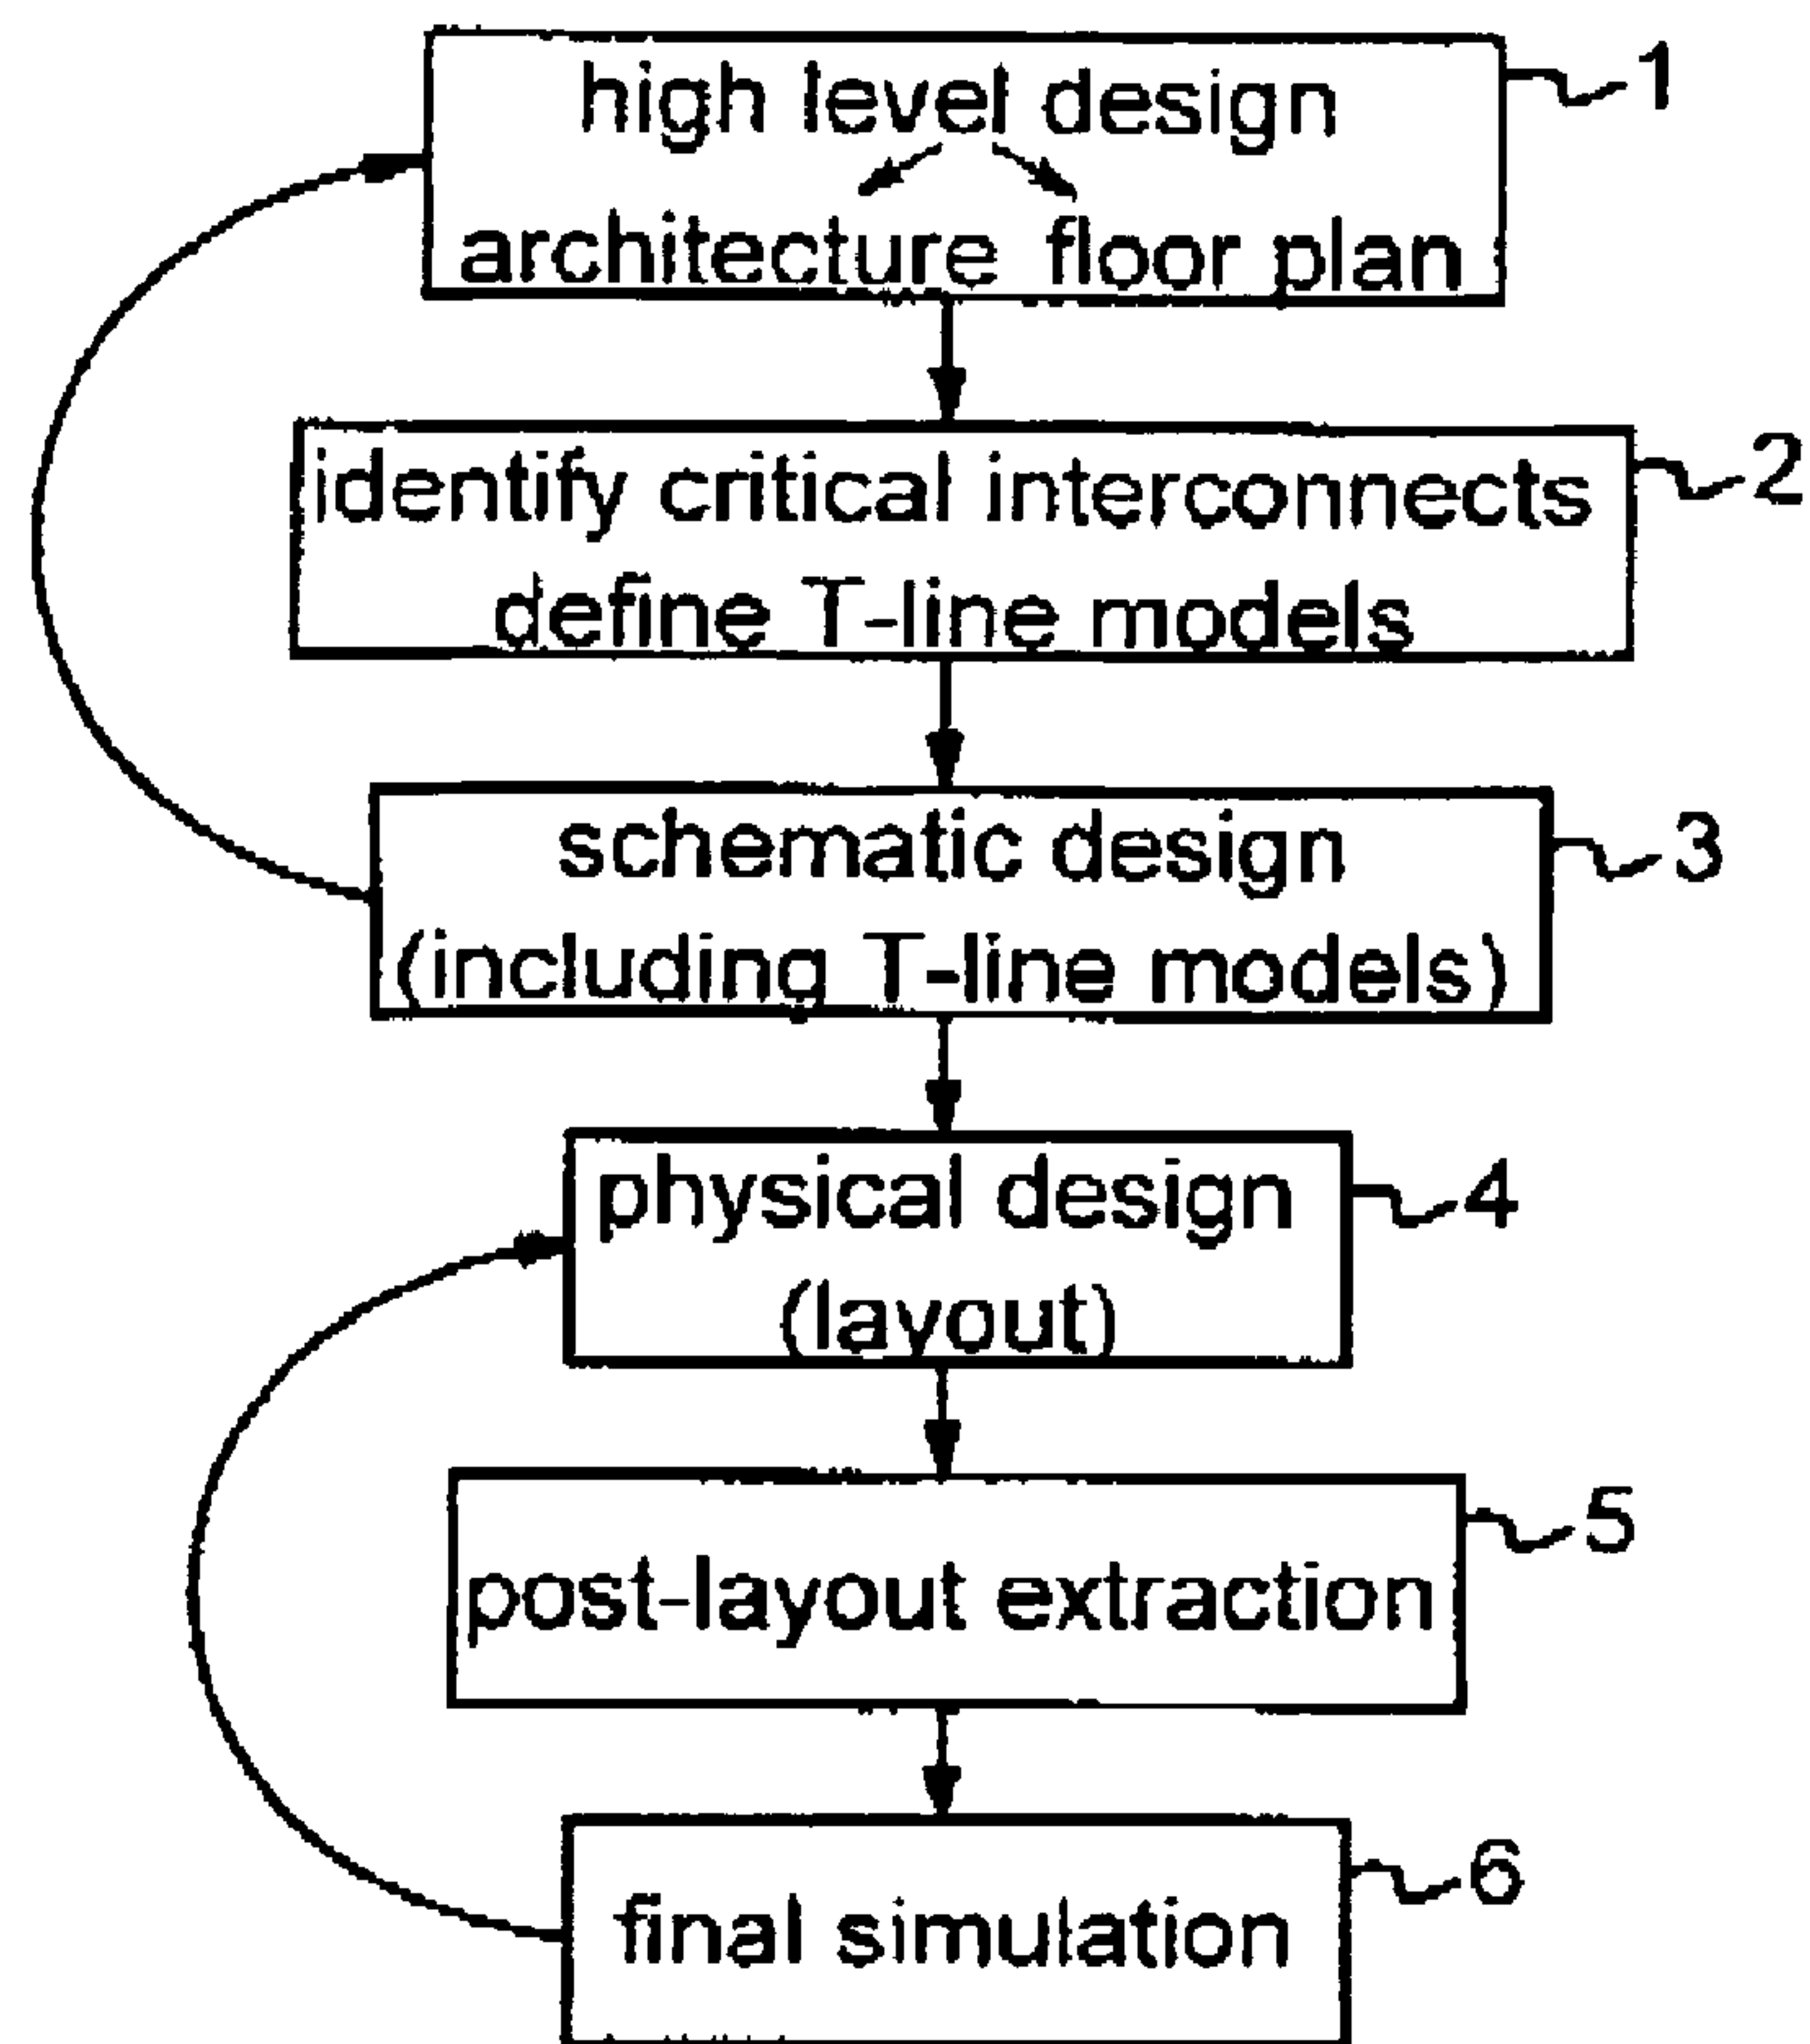 high level design
1
architecture floor plan
identify critical interconnects
2
define T-line models
schematic design
3
(including T-line models)
physical design
4
(layout)
5
post-layout extraction
6
final simulation